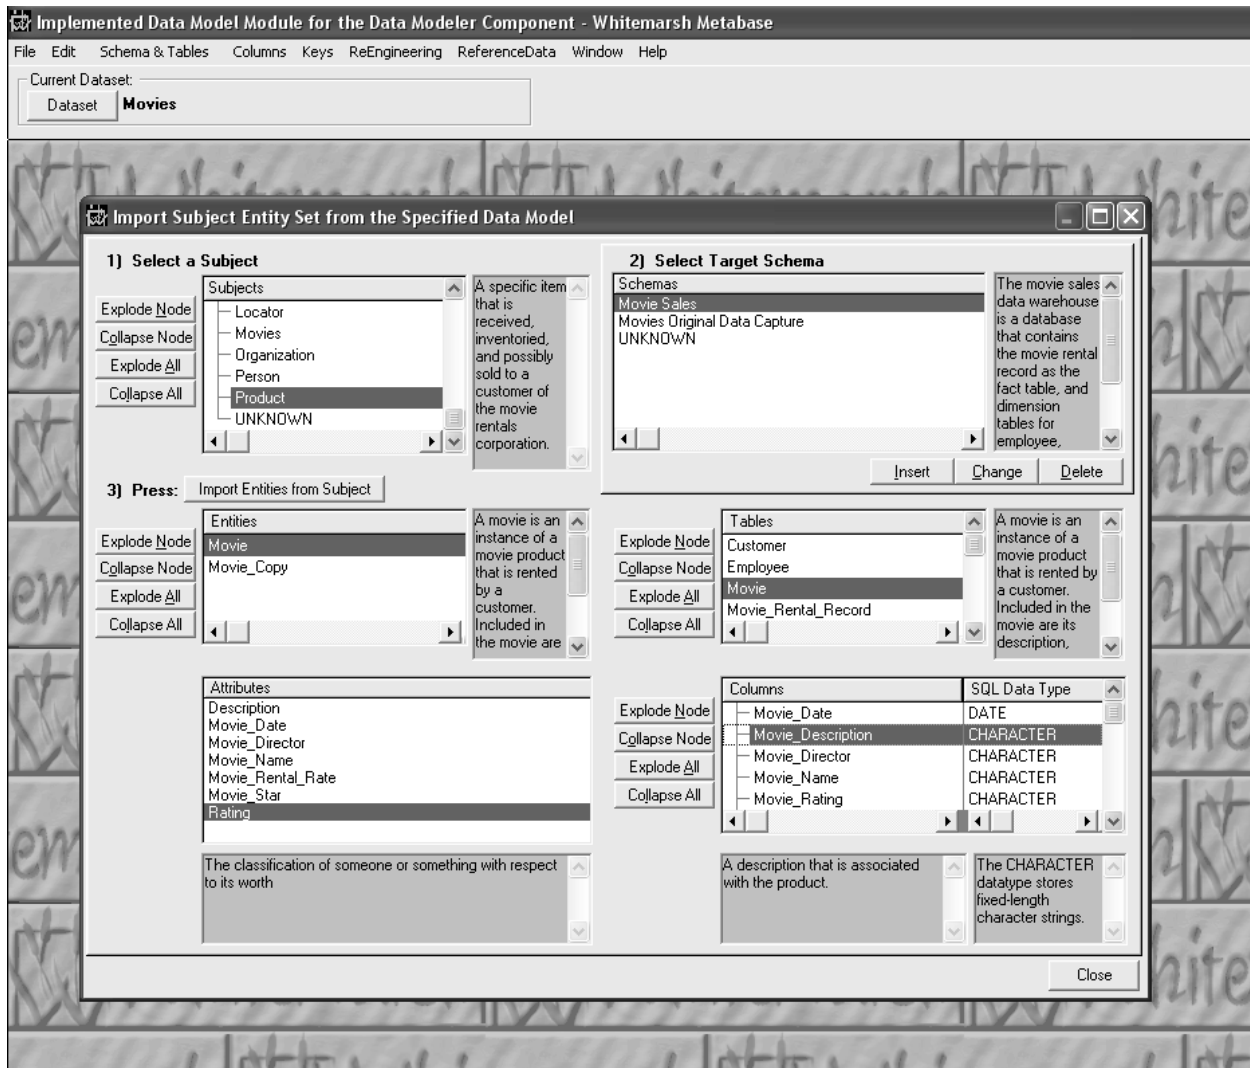 Implemented Data Model Module for the Data Modeler Component - Whitemarsh Metabase
File Edit Schema & Tables Columns Keys ReEngineering ReferenceData Window Help
Current Dataset:
Dataset Movies
Import Subject Entity Set from the Specified Data Model
1) Select a Subject
Explode Node
Collapse Node
Explode All
Collapse All
Subjects
Locator
Movies
Organization
Person
Product
UNKNOWN
A specific item
that is
received,
inventoried,
and possibly
sold to a
customer of
the movie
rentals
corporation.
2) Select Target Schema
Schemas
Movie Sales
Movies Original Data Capture
UNKNOWN
The movie sales
data warehouse
is a database
that contains
the movie rental
record as the
fact table, and
dimension
tables for
employee,
Insert Change Delete
3) Press: Import Entities from Subject
Explode Node
Collapse Node
Explode All
Collapse All
Entities
Movie
Movie_Copy
A movie is an
instance of a
movie product
that is rented
by a
customer.
Included in
the movie are
Explode Node
Collapse Node
Explode All
Collapse All
Tables
Customer
Employee
Movie
Movie_Rental_Record
A movie is an
instance of a
movie product
that is rented by
a customer.
Included in the
movie are its
description,
Attributes
Description
Movie_Date
Movie_Director
Movie_Name
Movie_Rental_Rate
Movie_Star
Rating
The classification of someone or something with respect
to its worth
Explode Node
Collapse Node
Explode All
Collapse All
Columns SQL Data Type
Movie_Date DATE
Movie_Description CHARACTER
Movie_Director CHARACTER
Movie_Name CHARACTER
Movie_Rating CHARACTER
A description that is associated
with the product.
The CHARACTER
datatype stores
fixed-length
character strings.
Close